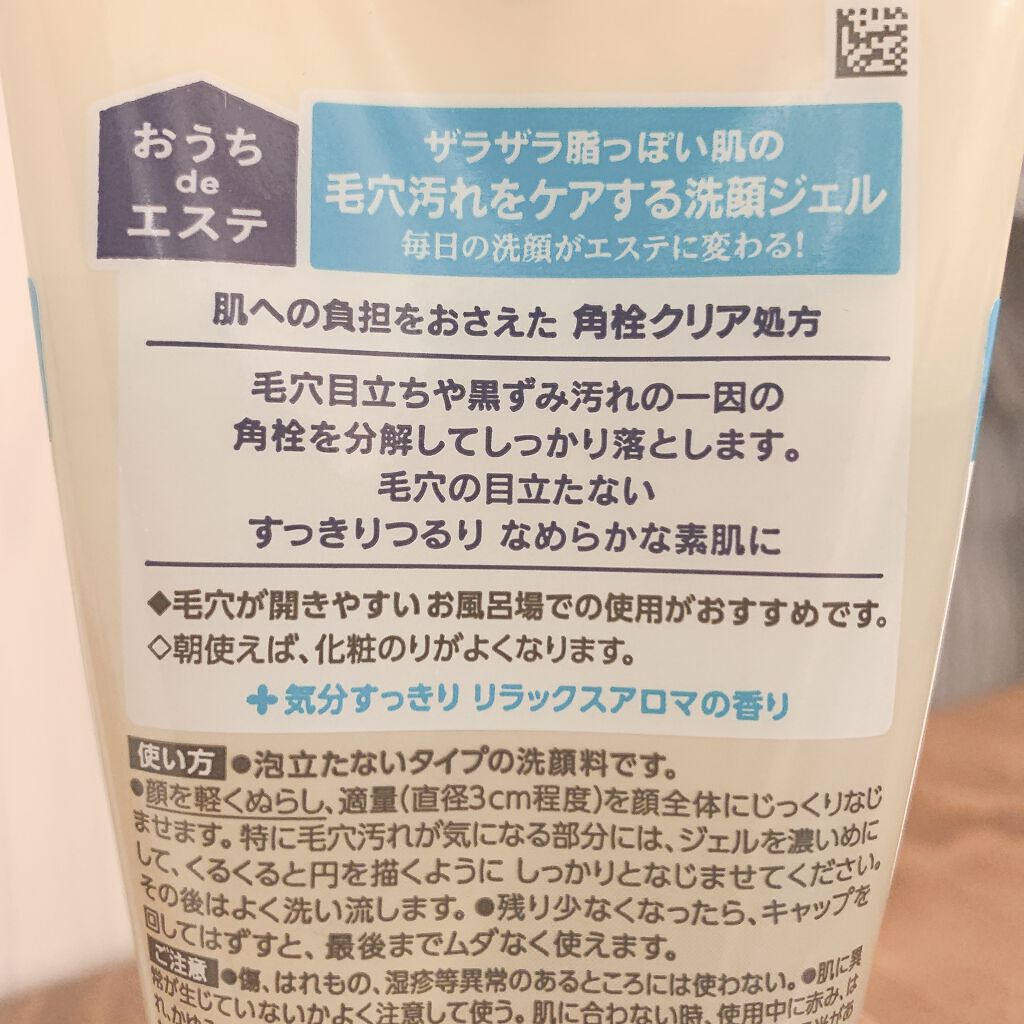 おうち
de
エステ
ザラザラ脂っぽい肌の
毛穴汚れをケアする洗顔ジェル
毎日の洗顔がエステに変わる!
肌への負担をおさえた 角栓クリア処方
毛穴目立ちや黒ずみ汚れの一因の
角栓を分解してしっかり落とします。
毛穴の目立たない
すっきりつるり なめらかな素肌に
◆毛穴が開きやすいお風呂場での使用がおすすめです。
◇朝使えば、化粧のりがよくなります。
+気分すっきり リラックスアロマの香り
使い方 ●泡立たないタイプの洗顔料です。
●顔を軽くぬらし、適量(直径3cm程度)を顔全体にじっくりなじ
ませます。特に毛穴汚れが気になる部分には、ジェルを濃いめに
して、くるくると円を描くように しっかりとなじませてください。
その後はよく洗い流します。●残り少なくなったら、キャップを
回してはずすと、最後までムダなく使えます。
ご注意 ●傷、はれもの、湿疹等異常のあるところには使わない。●肌に異
常が生じていないかよく注意して使う。肌に合わない時、使用中に赤み、は
れ、かゆ